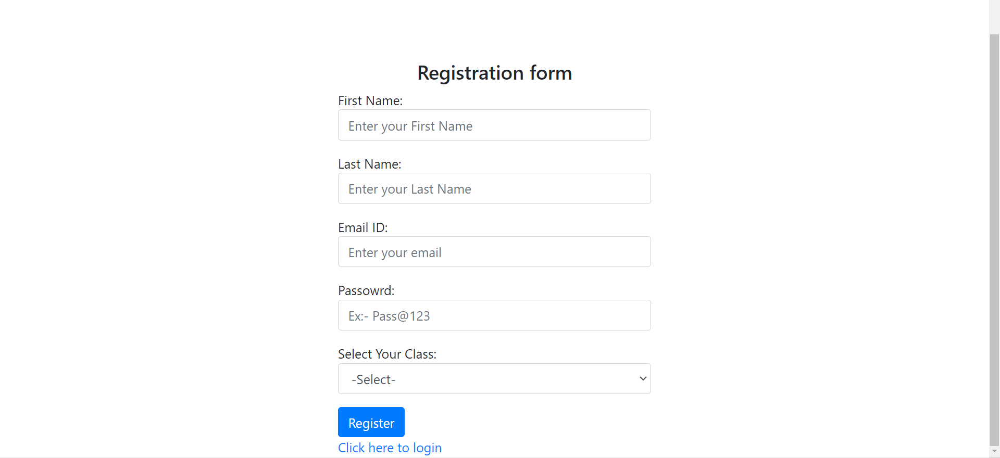 Registration form
First Name:
Enter your First Name
Last Name:
Enter your Last Name
Email ID:
Enter your email
Passowrd:
Ex:- Pass@123
Select Your Class:
-Select-
Register
Click here to login